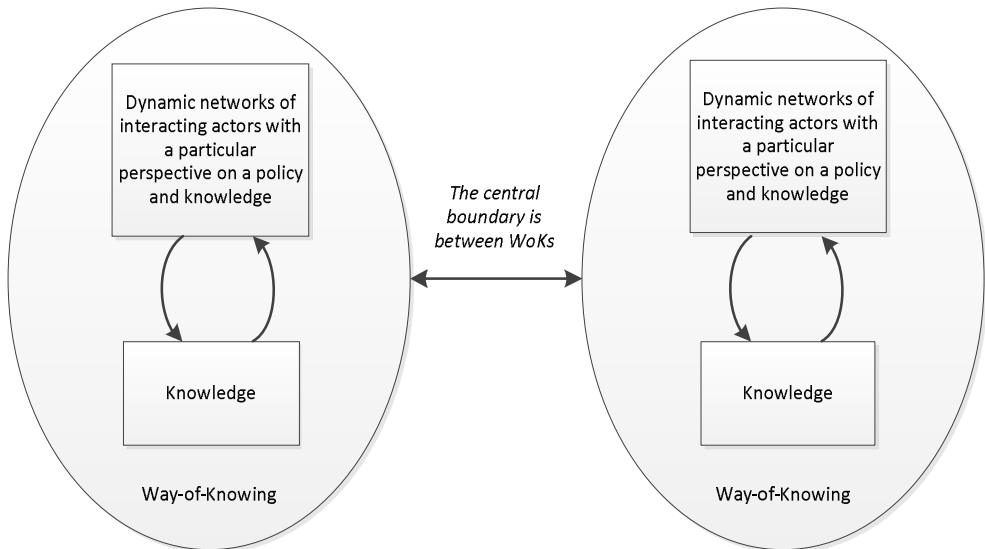 Dynamic networks of
interacting actors with
a particular
perspective on a policy
and knowledge
Knowledge
Way-of-Knowing
The central
boundary is
between WoKs
Dynamic networks of
interacting actors with
a particular
perspective on a policy
and knowledge
Knowledge
Way-of-Knowing